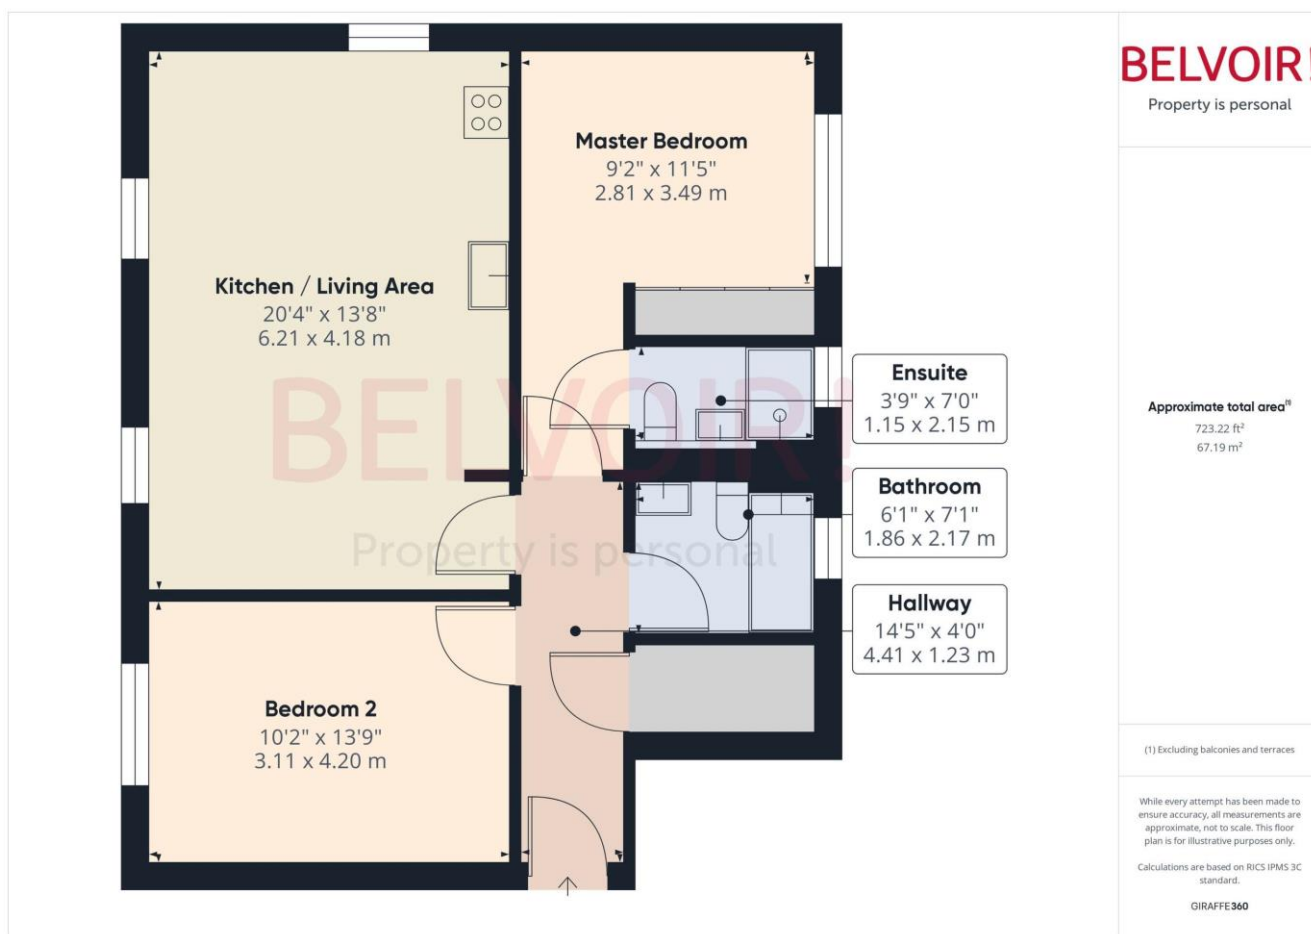 BELVOIR!
Property is personal
Master Bedroom
9'2" x 11'5"
2.81 x 3.49 m
Kitchen / Living Area
20'4" x 13'8"
6.21 x 4.18 m
BELVOIR!
Property is personal
Ensuite
3'9" x 7'0"
1.15 x 2.15 m
Bathroom
6'1" x 7'1"
1.86 x 2.17 m
Hallway
14'5" x 4'0"
4.41 x 1.23 m
Bedroom 2
10'2" x 13'9"
3.11 x 4.20 m
Approximate total area(1)
723.22 ft²
67.19 m²
(1) Excluding balconies and terraces
While every attempt has been made to
ensure accuracy, all measurements are
approximate, not to scale. This floor
plan is for illustrative purposes only.
Calculations are based on RICS IPMS 3C
standard.
GIRAFFE360